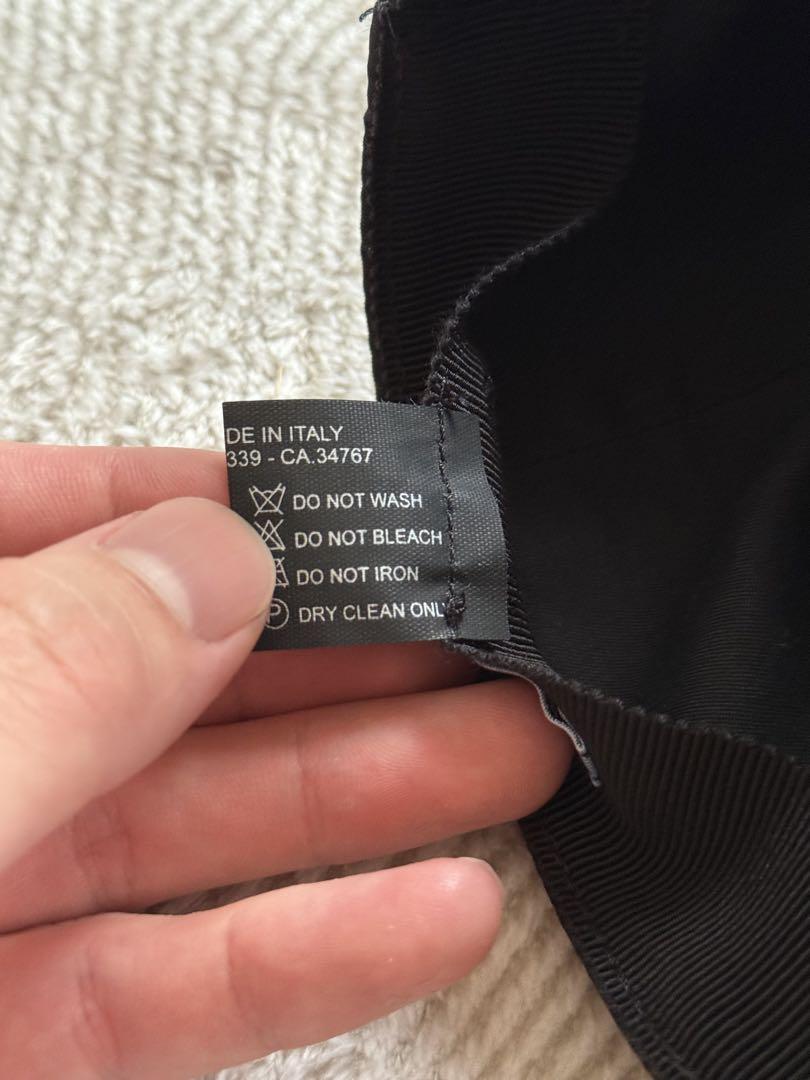 DE IN ITALY
339 - CA.34767
DO NOT WASH
DO NOT BLEACH
DO NOT IRON
P DRY CLEAN ONL